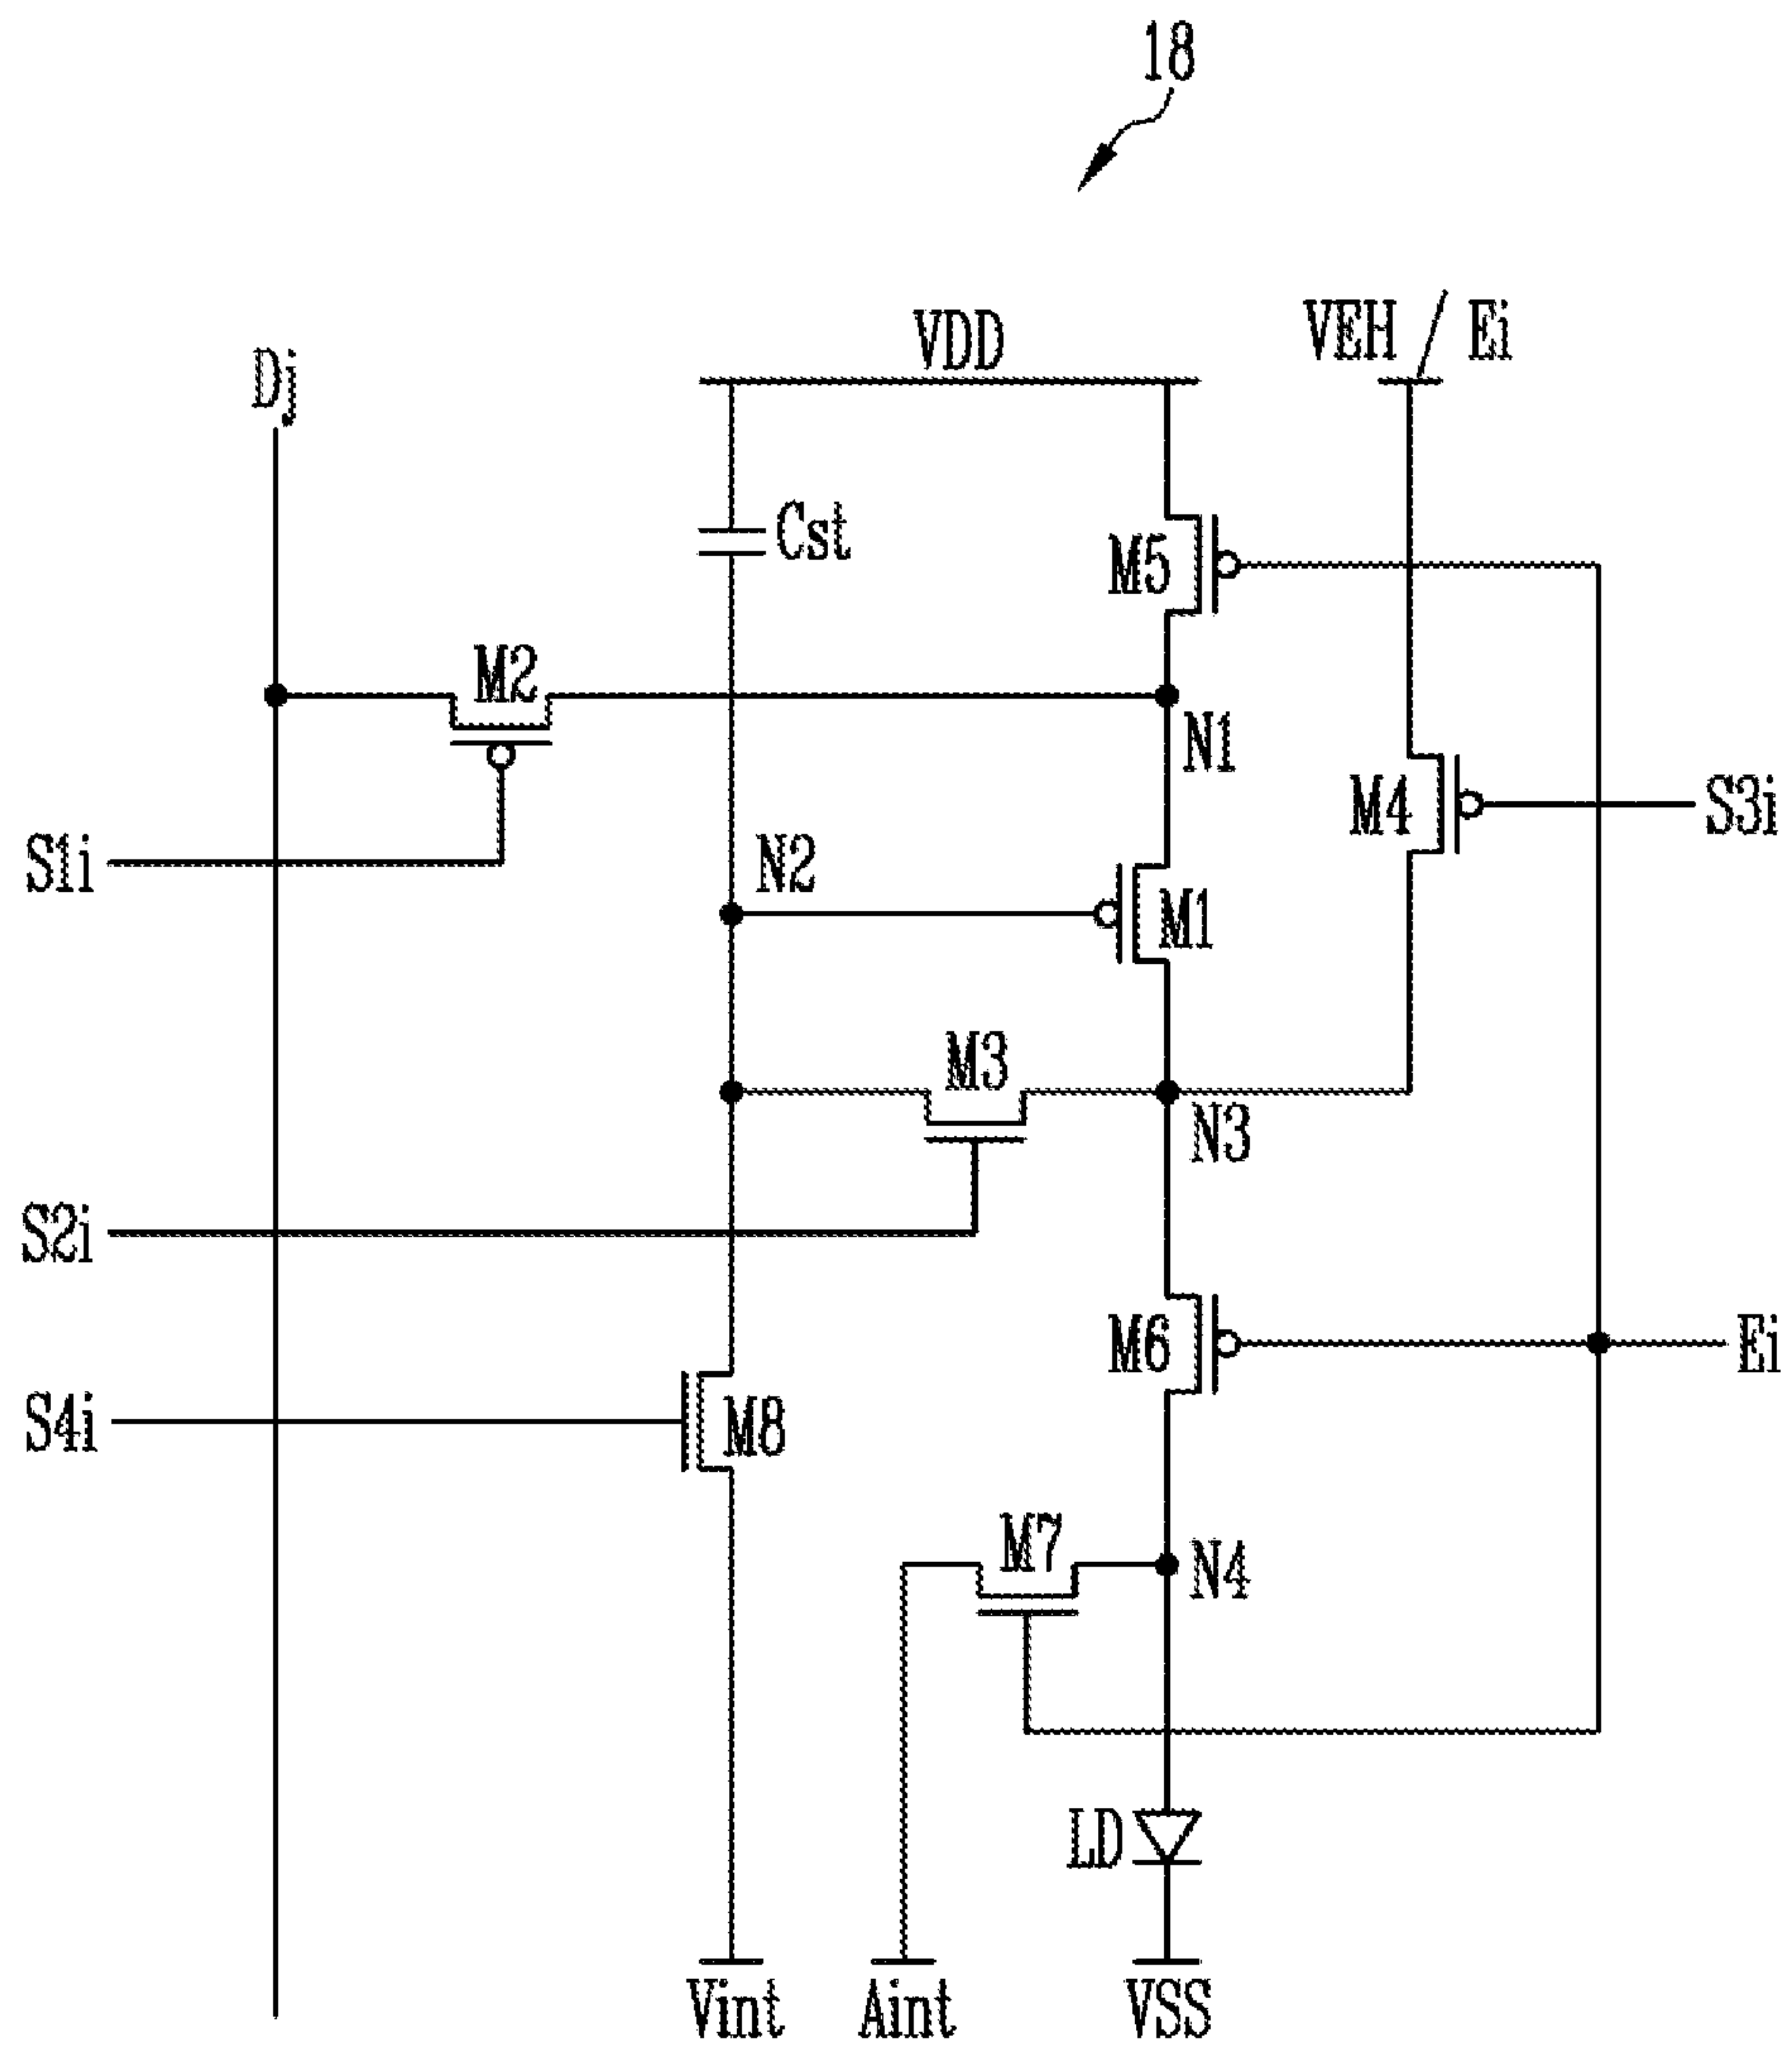 18
VDD
VEH / Ei
Dj
Cst
M5
M2
N1
M4
S3i
S1i
N2
M1
M3
N3
S2i
M6
Ei
S4i
M8
M7
N4
LD
Vint
Aint
VSS